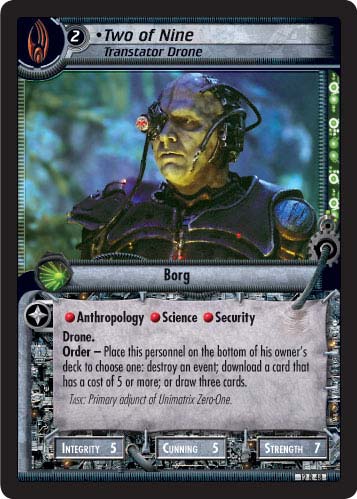 2 •Two of Nine
Transtator Drone
Borg
Anthropology Science Security
Drone.
Order – Place this personnel on the bottom of his owner's
deck to choose one: destroy an event; download a card that
has a cost of 5 or more; or draw three cards.
Task: Primary adjunct of Unimatrix Zero-One.
Integrity 5 Cunning 5 Strength 7
12 R 48